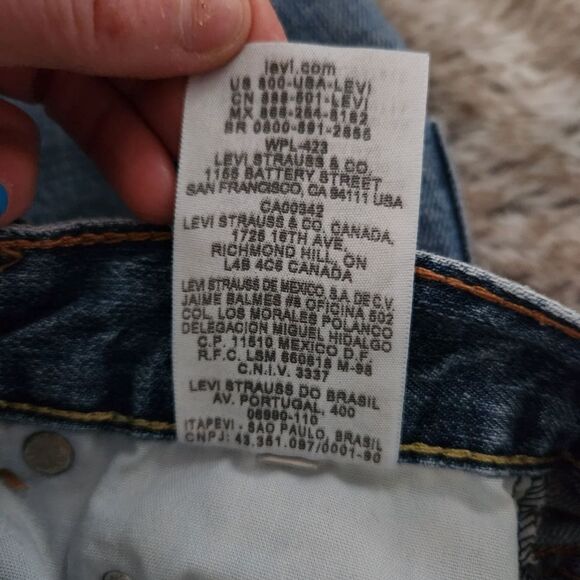 levi.com
US 800-USA-LEVI
CN 888-501-LEVI
MX 866-264-5182
BR 0800-891-2855
WPL-423
LEVI STRAUSS & CO.
1155 BATTERY STREET
SAN FRANCISCO, CA 94111 USA
CA00342
LEVI STRAUSS & CO. CANADA,
1725 16TH AVE.
RICHMOND HILL, ON
L4B 4C6 CANADA
LEVI STRAUSS DE MEXICO, S.A. DE C.V.
JAIME BALMES #8 OFICINA 502
COL. LOS MORALES POLANCO
DELEGACION MIGUEL HIDALGO
C.P. 11510 MEXICO D.F.
R.F.C. LSM 650818 M-98
C.N.I.V. 3337
LEVI STRAUSS DO BRASIL
AV. PORTUGAL, 400
06690-110
ITAPEVI - SAO PAULO, BRASIL
CNPJ: 43.351.097/0001-90